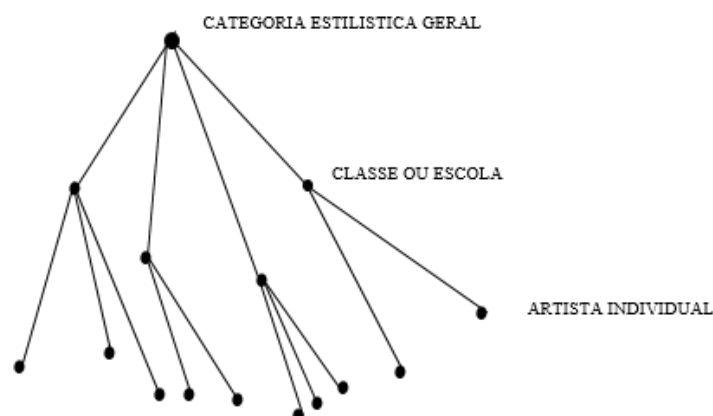 CATEGORIA ESTILISTICA GERAL
CLASSE OU ESCOLA
ARTISTA INDIVIDUAL